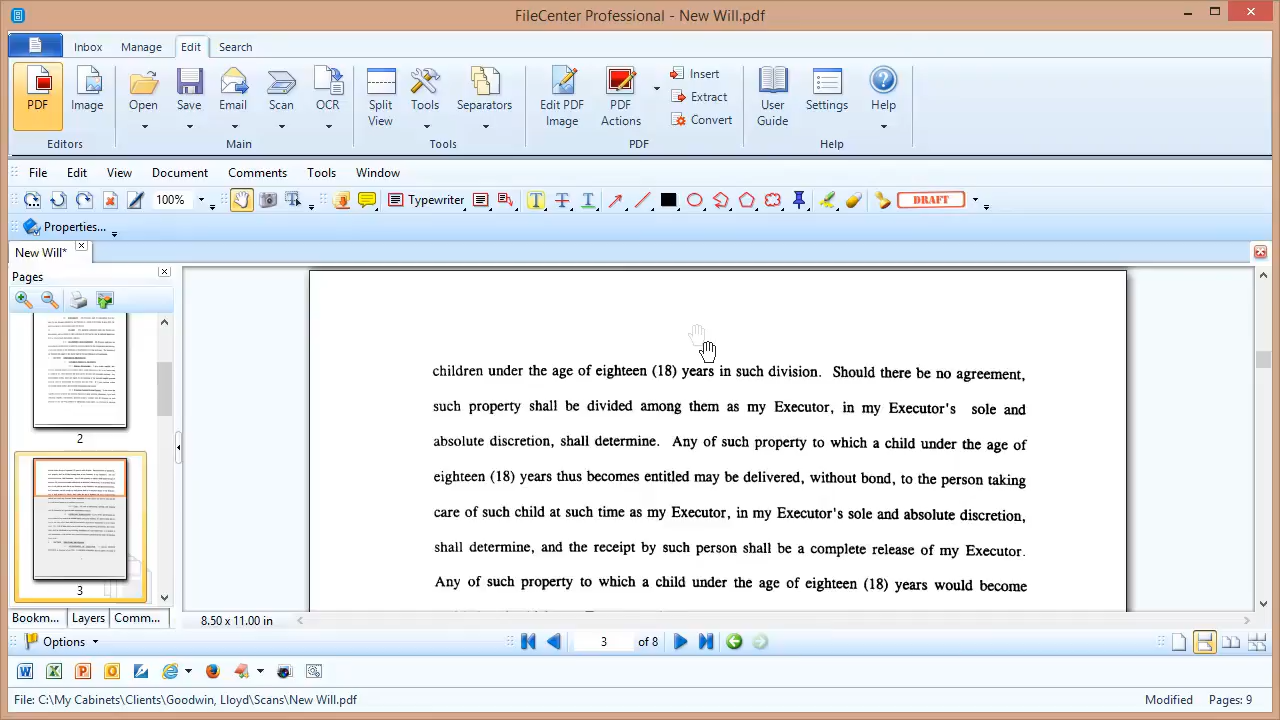 FileCenter Professional - New Will.pdf
Inbox Manage Edit Search
PDF Image Open Save Email Scan OCR Split View Tools Separators Edit PDF Image PDF Actions Insert Extract Convert User Guide Settings Help
Editors Main Tools PDF Help
File Edit View Document Comments Tools Window
100% Typewriter DRAFT
Properties...
New Will*
Pages
2
3
children under the age of eighteen (18) years in such division. Should there be no agreement,
such property shall be divided among them as my Executor, in my Executor's sole and
absolute discretion, shall determine. Any of such property to which a child under the age of
eighteen (18) years thus becomes entitled may be delivered, without bond, to the person taking
care of such child at such time as my Executor, in my Executor's sole and absolute discretion,
shall determine, and the receipt by such person shall be a complete release of my Executor.
Any of such property to which a child under the age of eighteen (18) years would become
Bookm... Layers Comm... 8.50 x 11.00 in
Options 3 of 8
File: C:\My Cabinets\Clients\Goodwin, Lloyd\Scans\New Will.pdf Modified Pages: 9